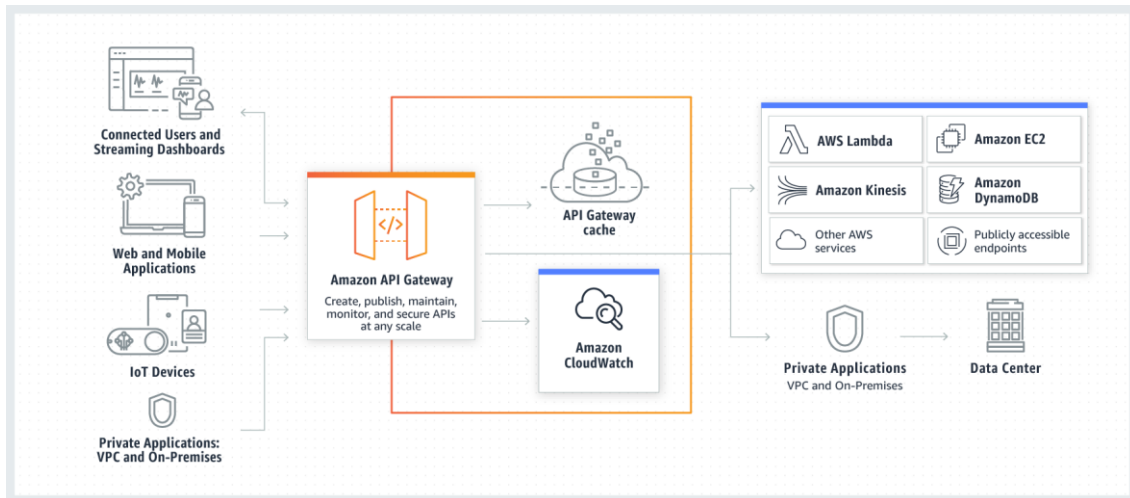 Connected Users and
Streaming Dashboards
Web and Mobile
Applications
IoT Devices
Private Applications:
VPC and On-Premises
</>
Amazon API Gateway
Create, publish, maintain,
monitor, and secure APIs
at any scale
API Gateway
cache
Amazon
CloudWatch
AWS Lambda
Amazon EC2
Amazon Kinesis
Amazon
DynamoDB
Other AWS
services
Publicly accessible
endpoints
Private Applications
VPC and On-Premises
Data Center